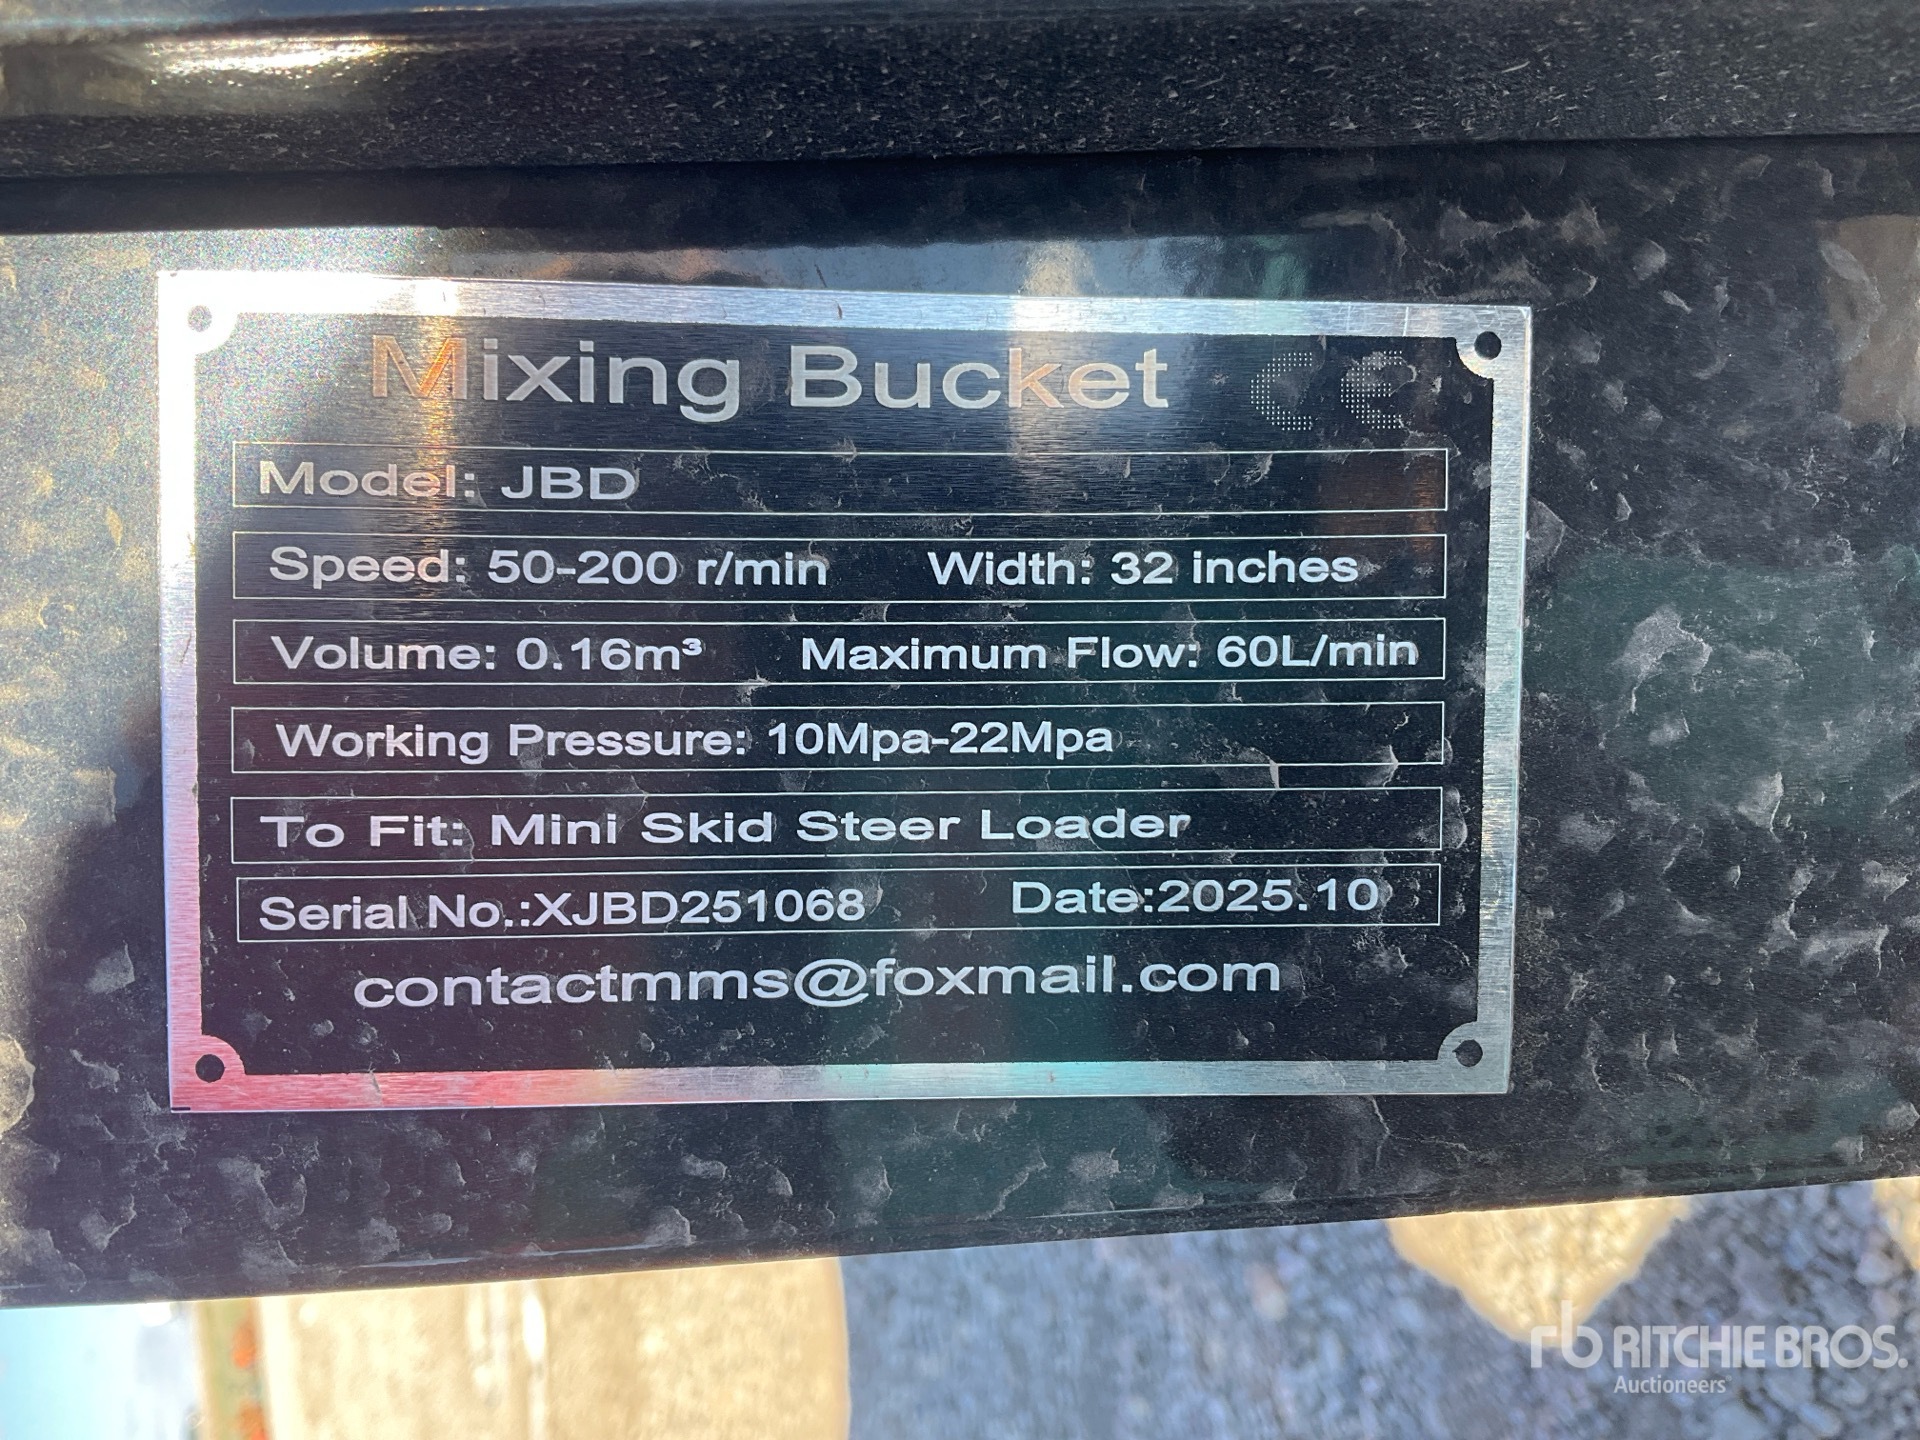 Mixing Bucket CE
Model: JBD
Speed: 50-200 r/min Width: 32 inches
Volume: 0.16m³ Maximum Flow: 60L/min
Working Pressure: 10Mpa-22Mpa
To Fit: Mini Skid Steer Loader
Serial No.:XJBD251068 Date:2025.10
contactmms@foxmail.com
rb RITCHIE BROS.
Auctioneers